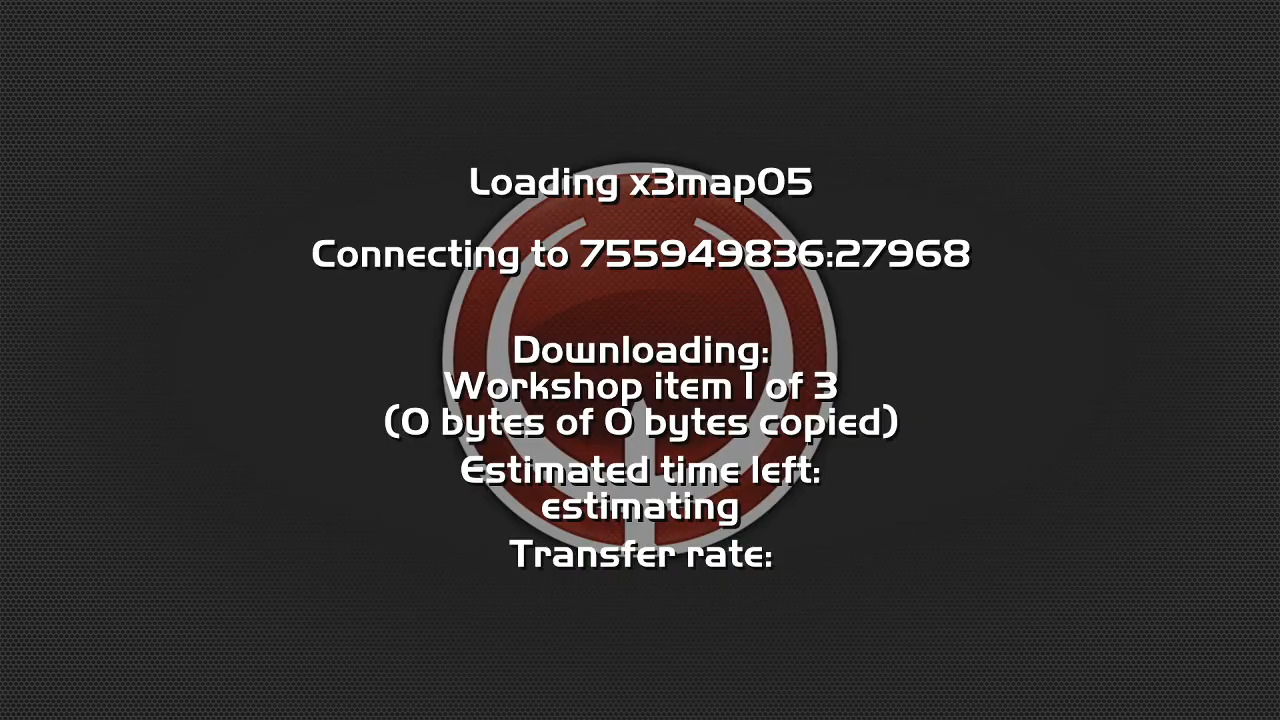 Loading x3map05
Connecting to 755949836:27968
Downloading:
Workshop item 1 of 3
(0 bytes of 0 bytes copied)
Estimated time left:
estimating
Transfer rate: